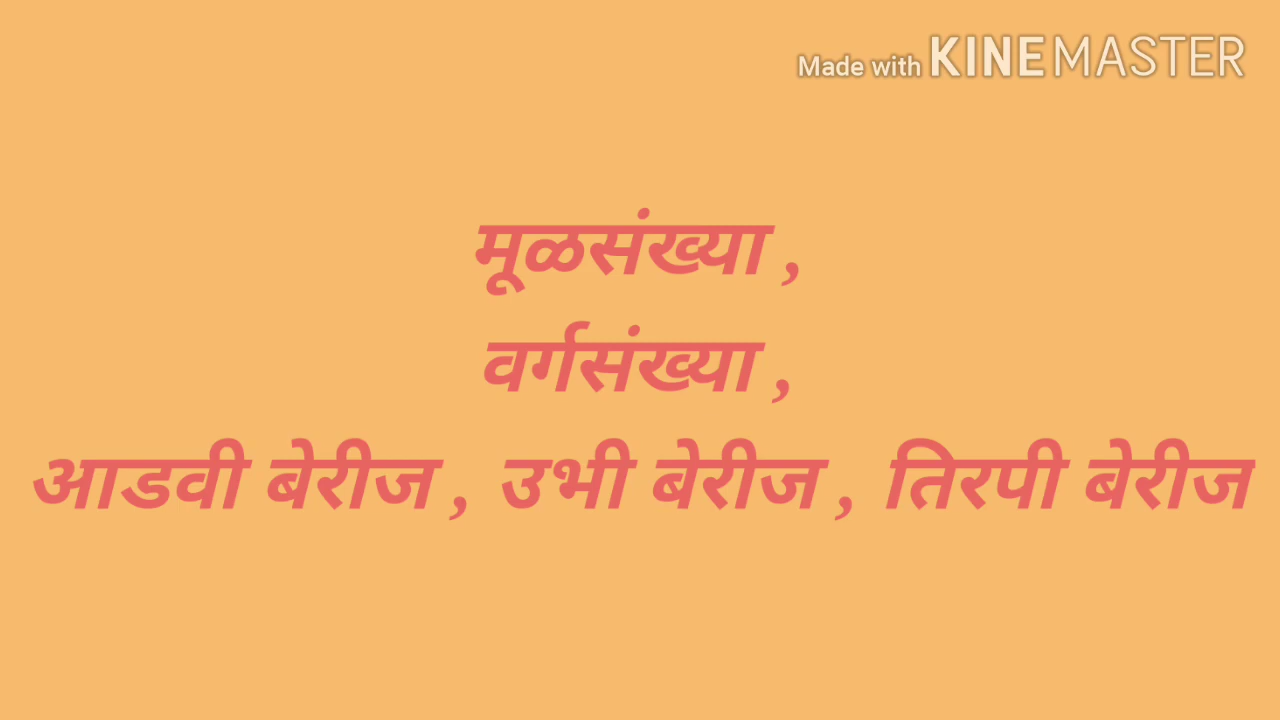 Made with KINEMASTER
मूळसंख्या ,
वर्गसंख्या ,
आडवी बेरीज , उभी बेरीज , तिरपी बेरीज